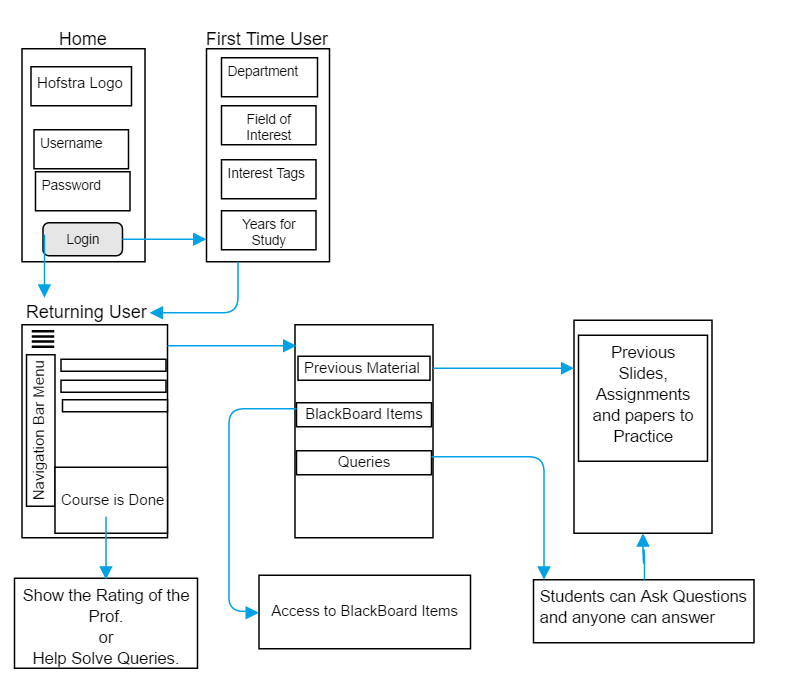 Home
Hofstra Logo
Username
Password
Login
First Time User
Department
Field of
Interest
Interest Tags
Years for
Study
Returning User
Navigation Bar Menu
Course is Done
Show the Rating of the
Prof.
or
Help Solve Queries.
Previous Material
BlackBoard Items
Queries
Access to BlackBoard Items
Previous
Slides,
Assignments
and papers to
Practice
Students can Ask Questions
and anyone can answer